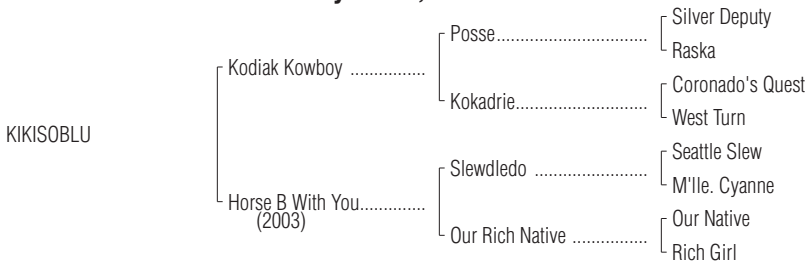 Silver Deputy
Posse
Raska
Kodiak Kowboy
Coronado's Quest
Kokadrie
West Turn
KIKISOBLU
Seattle Slew
Slewdledo
M'lle. Cyanne
Horse B With You
(2003)
Our Native
Our Rich Native
Rich Girl